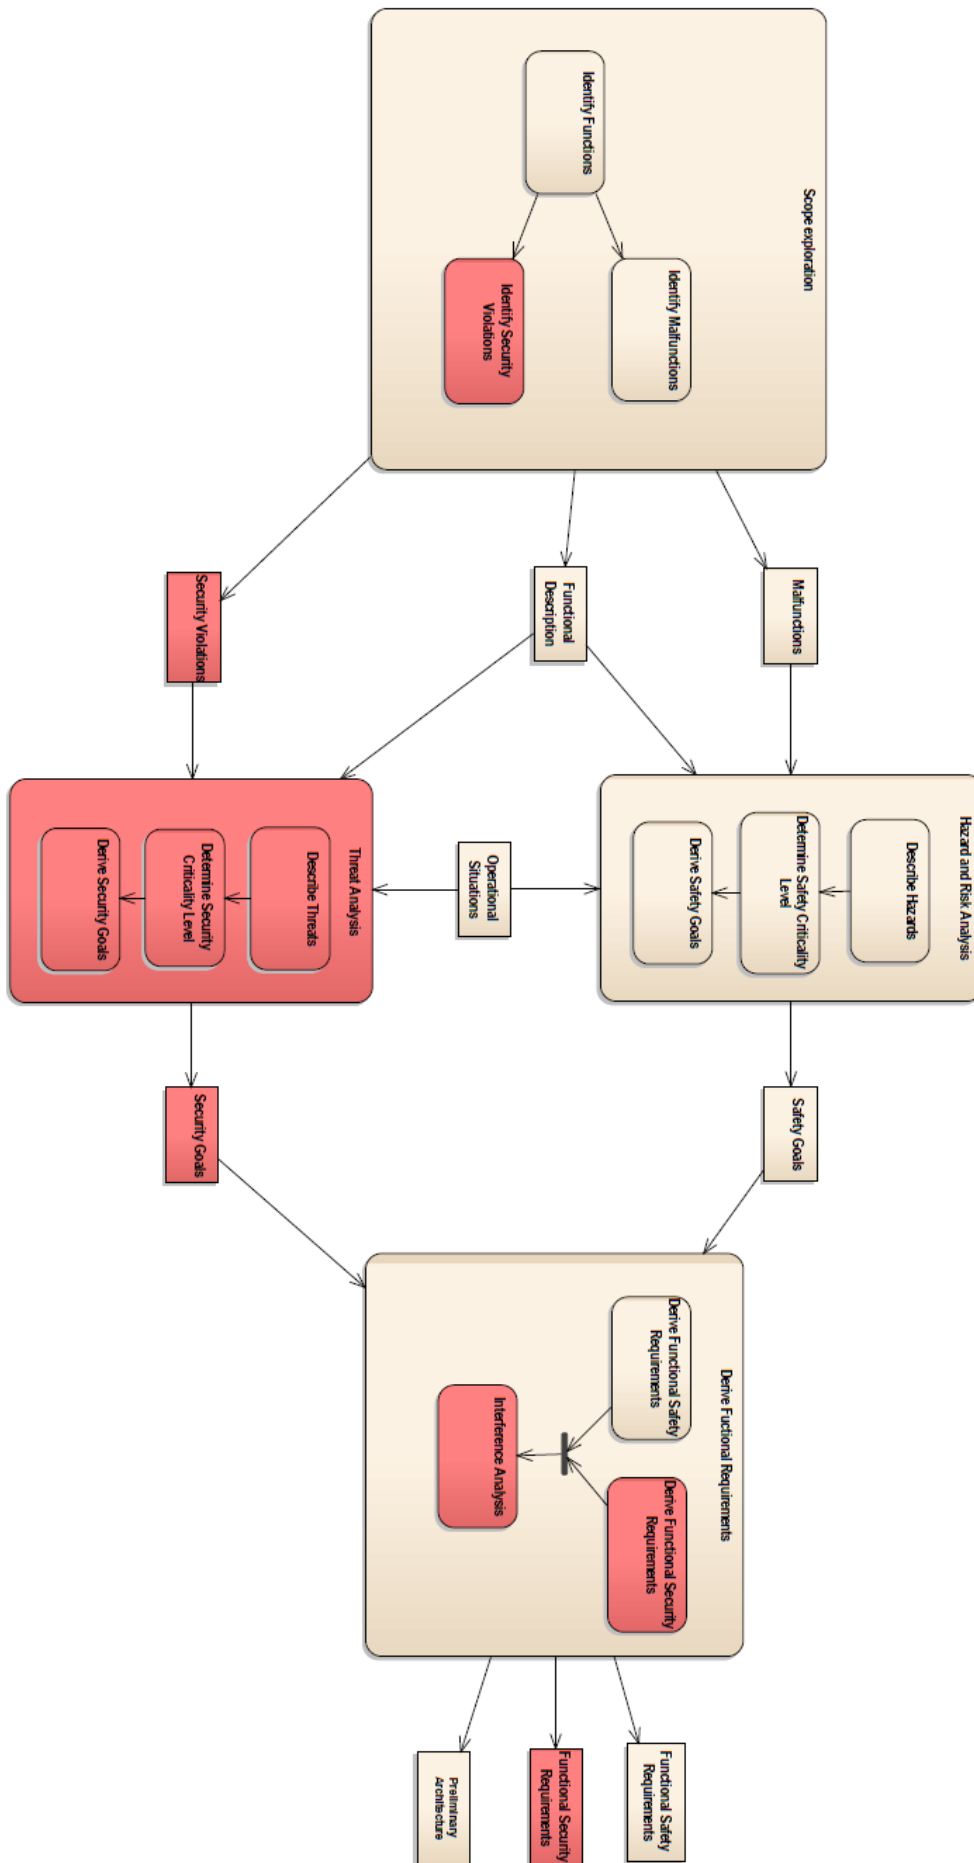 Scope exploration
Identify Functions
Identify Malfunctions
Identify Security
Violations
Malfunctions
Functional
Description
Security Violations
Hazard and Risk Analysis
Describe Hazards
Determine Safety Criticality
Level
Derive Safety Goals
Operational
Situations
Threat Analysis
Describe Threats
Determine Security
Criticality Level
Derive Security Goals
Safety Goals
Security Goals
Derive Fuctional Requirements
Derive Functional Safety
Requirements
Derive Functional Security
Requirements
Interference Analysis
Functional Safety
Requirements
Functional Security
Requirements
Preliminary
Architecture